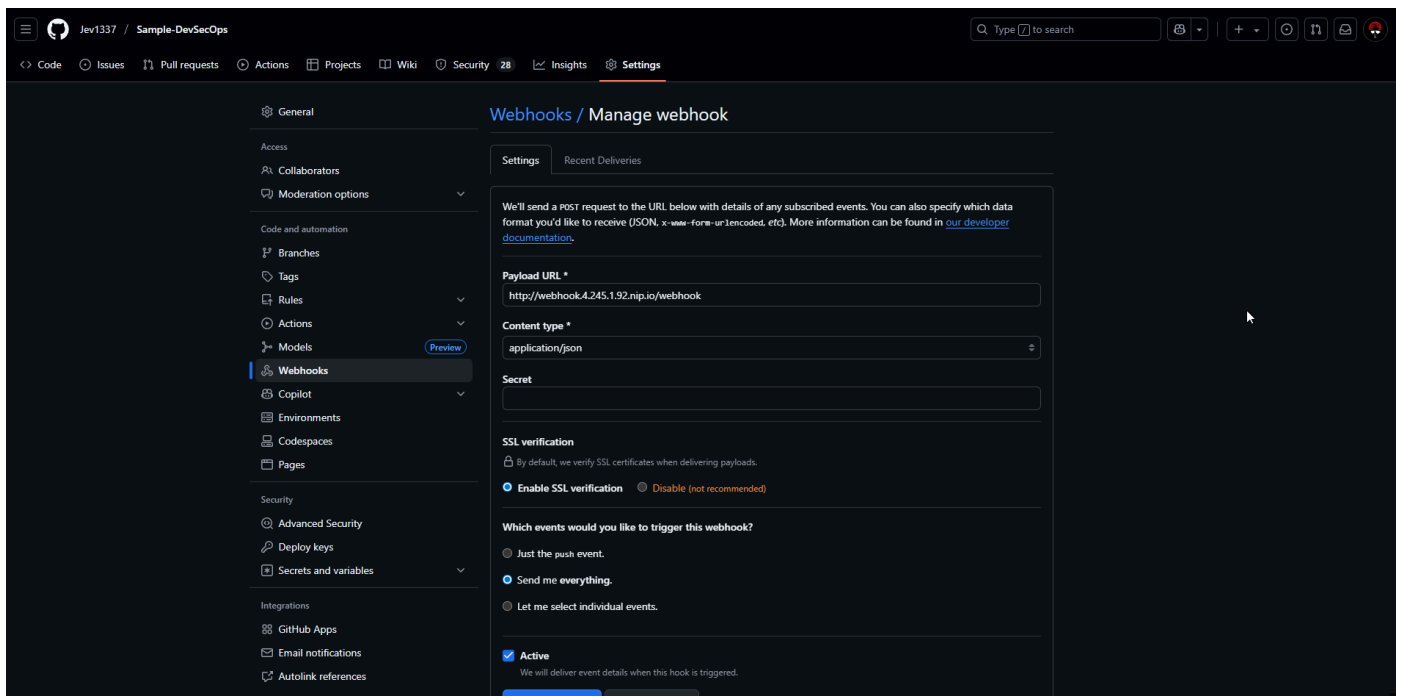 Jev1337 / Sample-DevSecOps
Type / to search
Code Issues Pull requests Actions Projects Wiki Security 28 Insights Settings
General
Access
Collaborators
Moderation options
Code and automation
Branches
Tags
Rules
Actions
Models Preview
Webhooks
Copilot
Environments
Codespaces
Pages
Security
Advanced Security
Deploy keys
Secrets and variables
Integrations
GitHub Apps
Email notifications
Autolink references
Webhooks / Manage webhook
Settings Recent Deliveries
We'll send a POST request to the URL below with details of any subscribed events. You can also specify which data
format you'd like to receive (JSON, x-www-form-urlencoded, etc). More information can be found in our developer
documentation.
Payload URL *
http://webhook.4.245.1.92.nip.io/webhook
Content type *
application/json
Secret
SSL verification
By default, we verify SSL certificates when delivering payloads.
Enable SSL verification Disable (not recommended)
Which events would you like to trigger this webhook?
Just the push event.
Send me everything.
Let me select individual events.
Active
We will deliver event details when this hook is triggered.